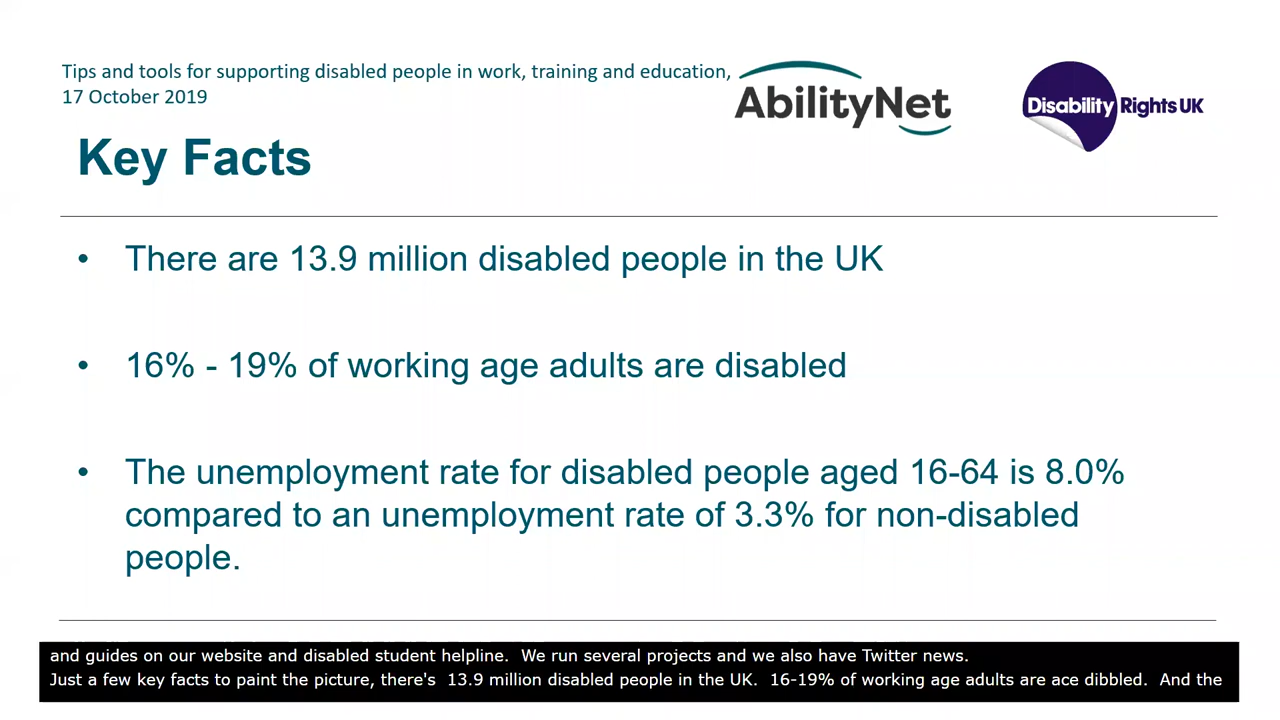 Tips and tools for supporting disabled people in work, training and education,
17 October 2019
AbilityNet
Disability Rights UK
Key Facts
• There are 13.9 million disabled people in the UK
• 16% - 19% of working age adults are disabled
• The unemployment rate for disabled people aged 16-64 is 8.0%
compared to an unemployment rate of 3.3% for non-disabled
people.
and guides on our website and disabled student helpline.  We run several projects and we also have Twitter news.
Just a few key facts to paint the picture, there's  13.9 million disabled people in the UK.  16-19% of working age adults are ace dibbled.  And the